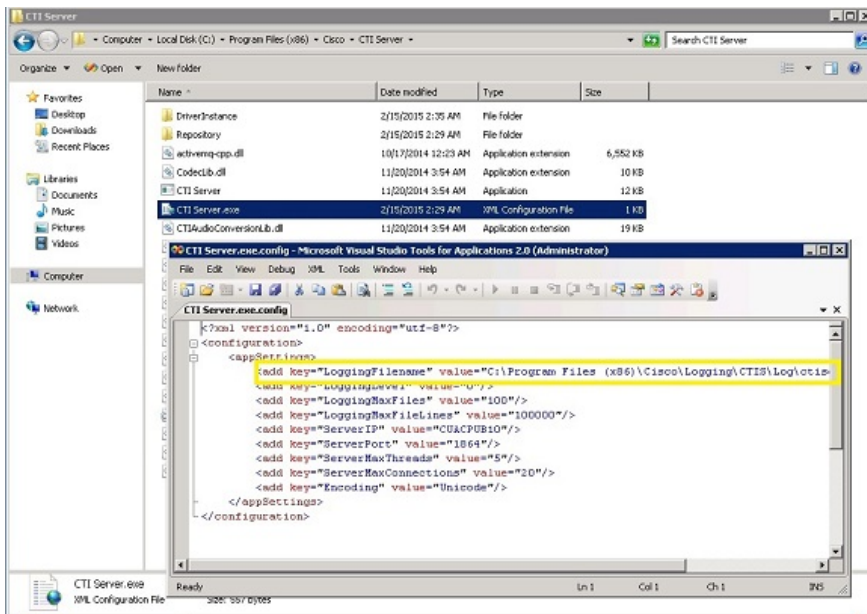 CTI Server
Computer Local Disk (C:) Program Files (x86) Cisco CTI Server
Search CTI Server
Organize Open New folder
Favorites
Desktop
Downloads
Recent Places
Libraries
Documents
Music
Pictures
Videos
Computer
Network
Name Date modified Type Size
DriverInstance 2/15/2015 2:35 AM File folder
Repository 2/15/2015 2:29 AM File folder
activemq-cpp.dll 10/17/2014 12:23 AM Application extension 6,552 KB
CodecLib.dll 11/20/2014 3:54 AM Application extension 10 KB
CTI Server 11/20/2014 3:54 AM Application 12 KB
CTI Server.exe 2/15/2015 2:29 AM XML Configuration File 1 KB
CTIAudioConversionLib.dll 11/20/2014 3:54 AM Application extension 19 KB
CTI Server.exe.config - Microsoft Visual Studio Tools for Applications 2.0 (Administrator)
File Edit View Debug XML Tools Window Help
CTI Server.exe.config
<?xml version="1.0" encoding="utf-8"?>
<configuration>
<appSettings>
<add key="LoggingFilename" value="C:\Program Files (x86)\Cisco\Logging\CTIS\Log\ctis
<add key="LoggingLevel" value="0"/>
<add key="LoggingMaxFiles" value="100"/>
<add key="LoggingMaxFileLines" value="100000"/>
<add key="ServerIP" value="CUACPUB10"/>
<add key="ServerPort" value="1864"/>
<add key="ServerMaxThreads" value="5"/>
<add key="ServerMaxConnections" value="20"/>
<add key="Encoding" value="Unicode"/>
</appSettings>
</configuration>
Ready Ln 1 Col 1 Ch 1 INS
CTI Server.exe
XML Configuration File Size: 557 bytes